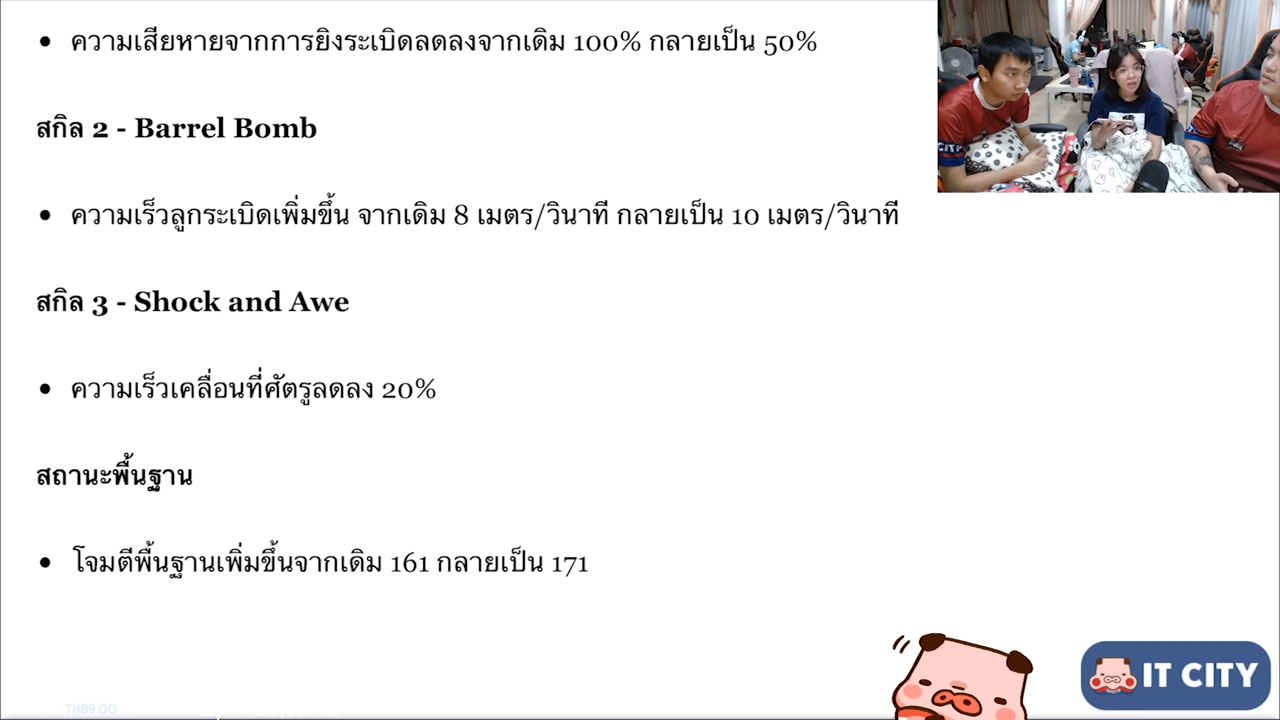 • ความเสียหายจากการยิงระเบิดลดลงจากเดิม 100% กลายเป็น 50%
สกิล 2 - Barrel Bomb
• ความเร็วลูกระเบิดเพิ่มขึ้น จากเดิม 8 เมตร/วินาที กลายเป็น 10 เมตร/วินาที
สกิล 3 - Shock and Awe
• ความเร็วเคลื่อนที่ศัตรูลดลง 20%
สถานะพื้นฐาน
• โจมตีพื้นฐานเพิ่มขึ้นจากเดิม 161 กลายเป็น 171
CITY
IT CITY
TH89.00